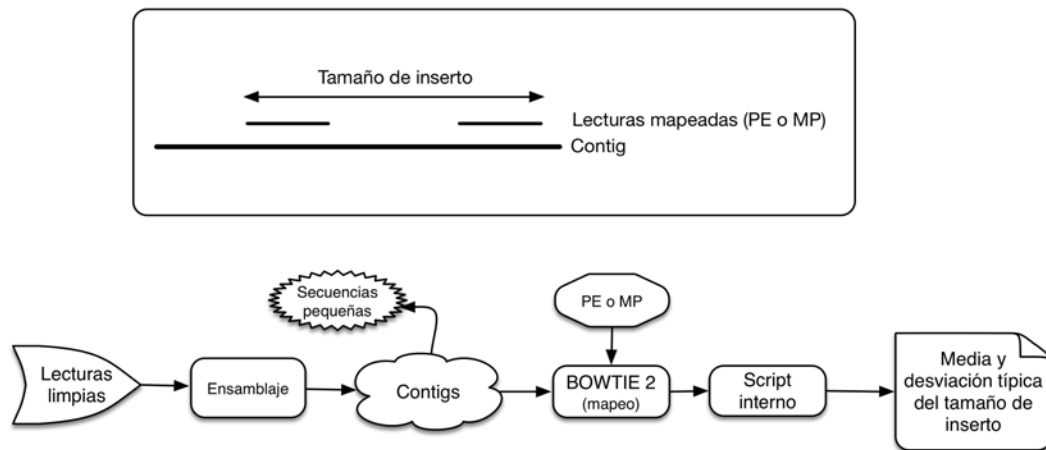 Tamaño de inserto
Lecturas mapeadas (PE o MP)
Contig
Secuencias
pequeñas
PE o MP
Lecturas
limpias
Ensamblaje
Contigs
BOWTIE 2
(mapeo)
Script
interno
Media y
desviación típica
del tamaño de
inserto